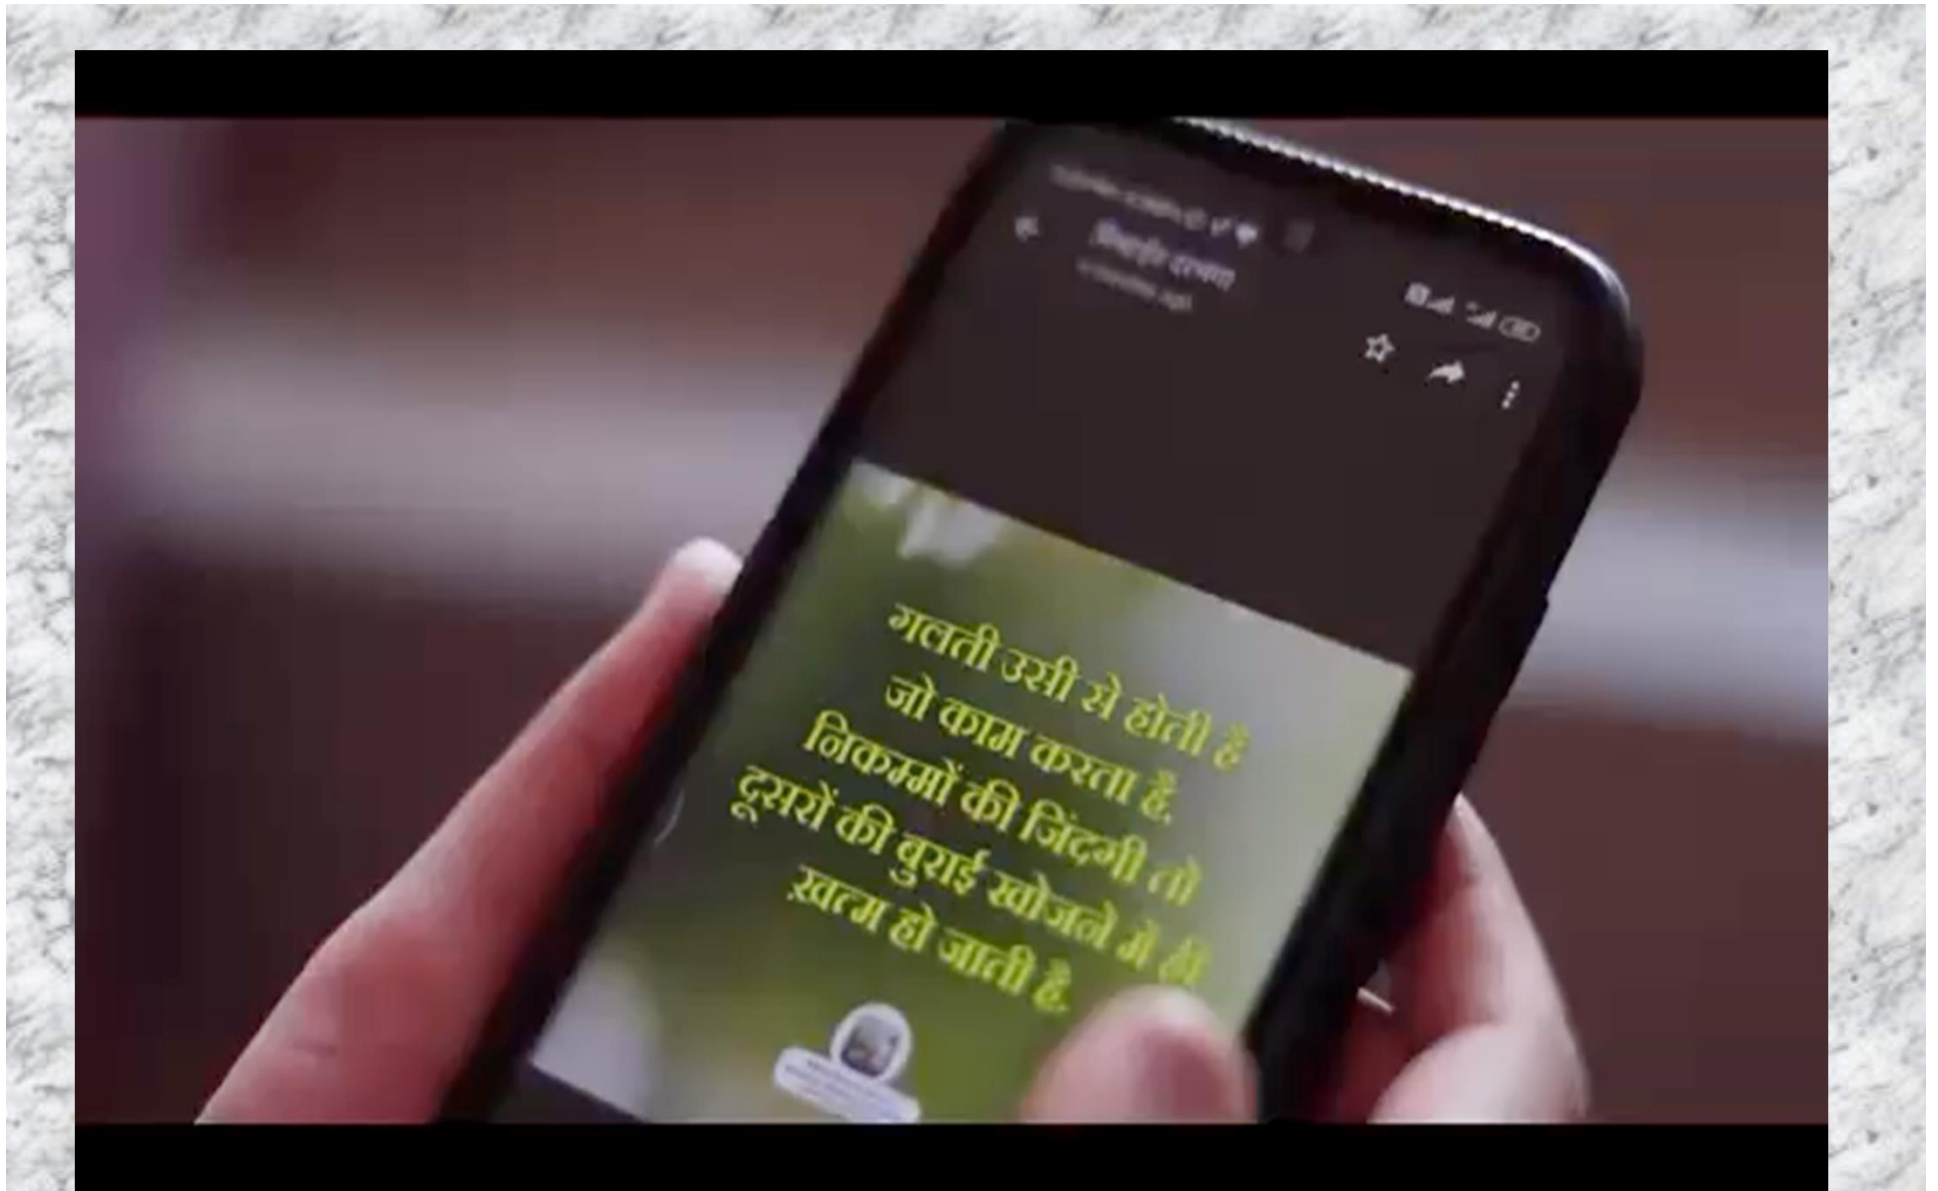 गलती उसी से होती है
जो काम करता है.
निकम्मों की जिंदगी तो
दूसरों की बुराई खोजने में ही
ख़त्म हो जाती है.